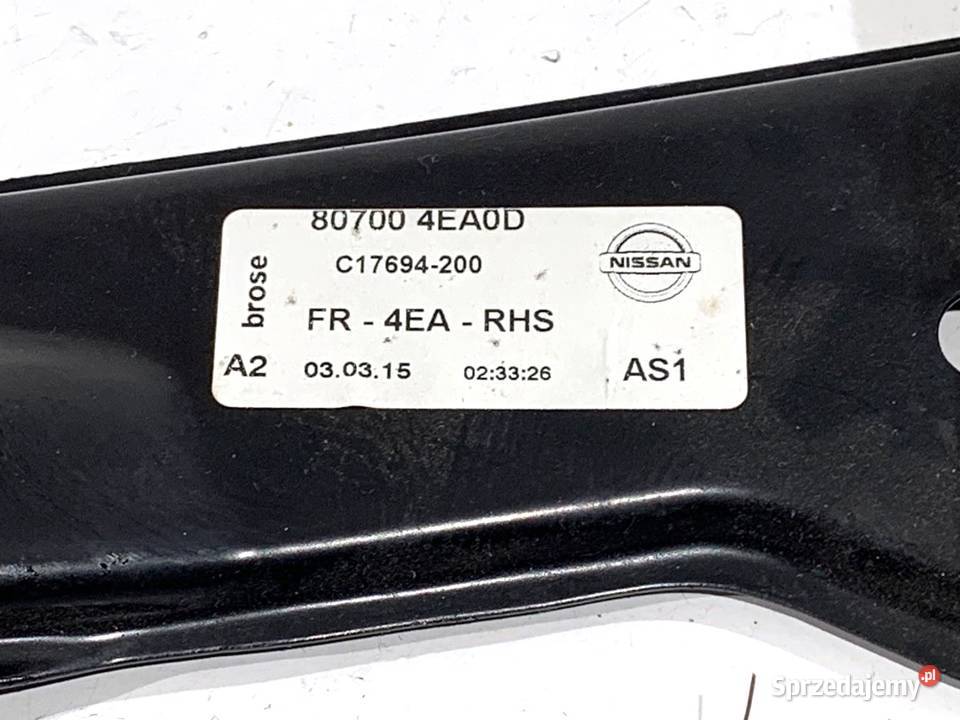 80700 4EA0D
C17694-200
NISSAN
brose
FR - 4EA - RHS
A2 03.03.15 02:33:26 AS1
Sprzedajemy.pl